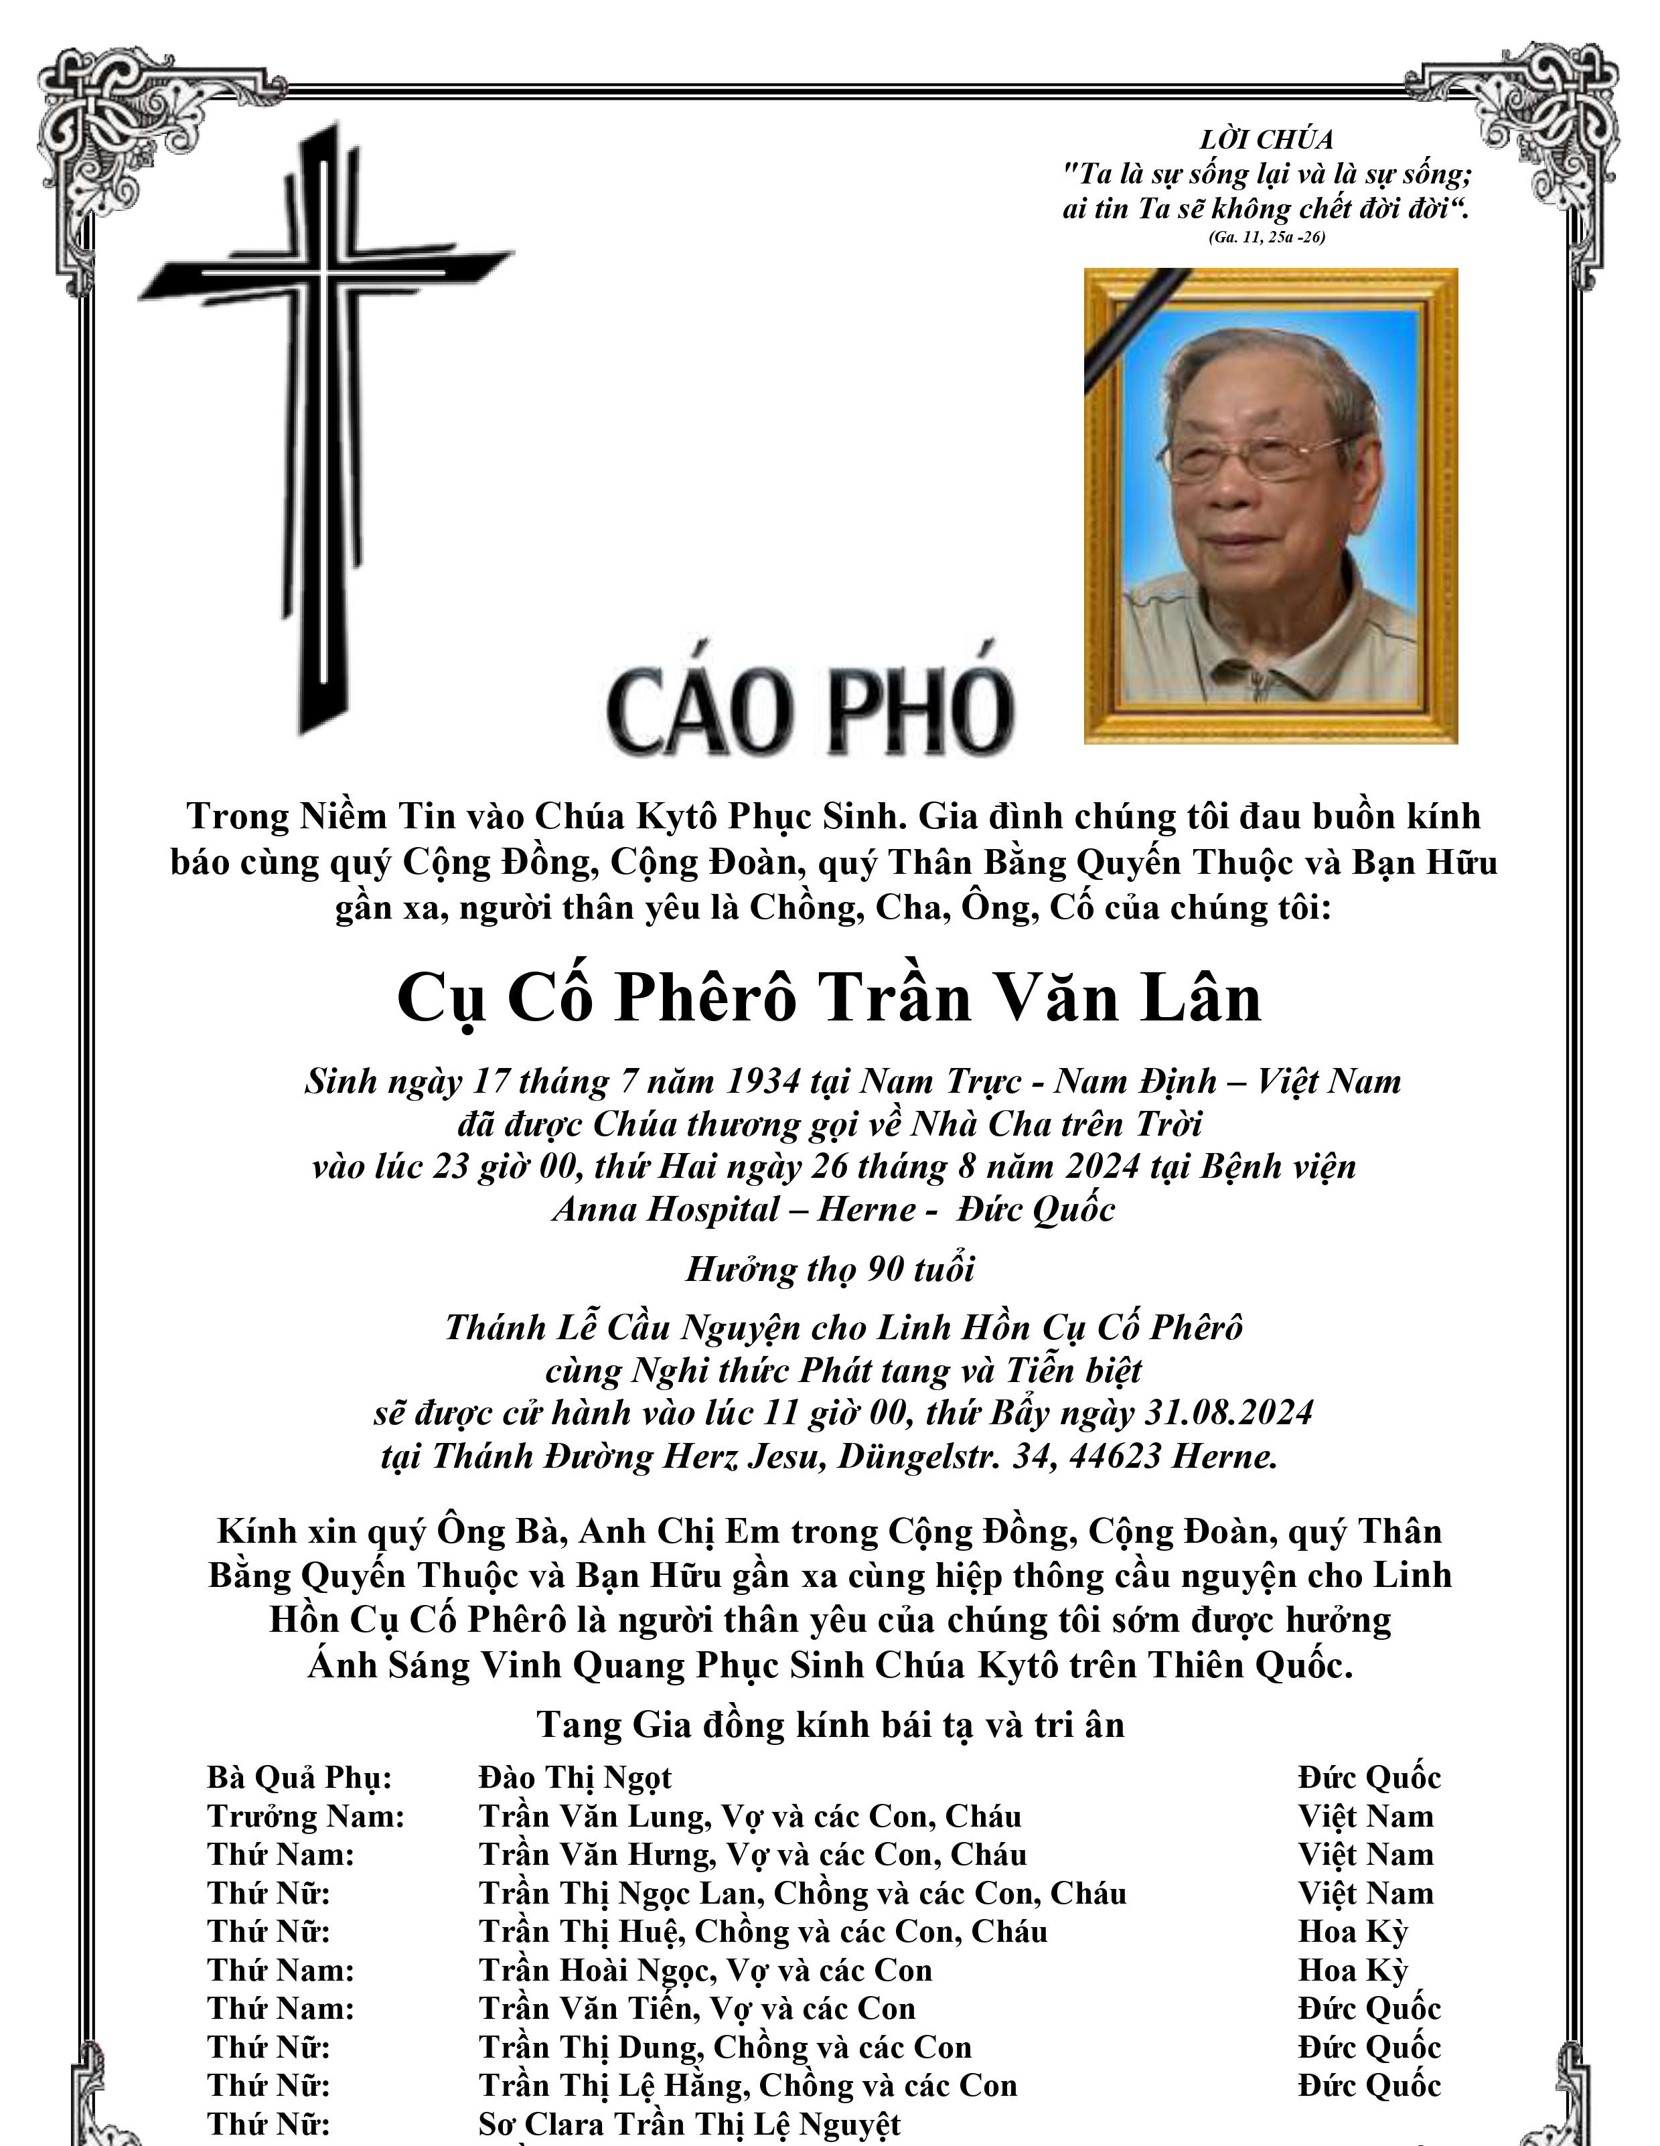 LỜI CHÚA
"Ta là sự sống lại và là sự sống;
ai tin Ta sẽ không chết đời đời“.
(Ga. 11, 25a -26)
CÁO PHÓ
Trong Niềm Tin vào Chúa Kytô Phục Sinh. Gia đình chúng tôi đau buồn kính
báo cùng quý Cộng Đồng, Cộng Đoàn, quý Thân Bằng Quyến Thuộc và Bạn Hữu
gần xa, người thân yêu là Chồng, Cha, Ông, Cố của chúng tôi:
Cụ Cố Phêrô Trần Văn Lân
Sinh ngày 17 tháng 7 năm 1934 tại Nam Trực - Nam Định – Việt Nam
đã được Chúa thương gọi về Nhà Cha trên Trời
vào lúc 23 giờ 00, thứ Hai ngày 26 tháng 8 năm 2024 tại Bệnh viện
Anna Hospital – Herne - Đức Quốc
Hưởng thọ 90 tuổi
Thánh Lễ Cầu Nguyện cho Linh Hồn Cụ Cố Phêrô
cùng Nghi thức Phát tang và Tiễn biệt
sẽ được cử hành vào lúc 11 giờ 00, thứ Bẩy ngày 31.08.2024
tại Thánh Đường Herz Jesu, Düngelstr. 34, 44623 Herne.
Kính xin quý Ông Bà, Anh Chị Em trong Cộng Đồng, Cộng Đoàn, quý Thân
Bằng Quyến Thuộc và Bạn Hữu gần xa cùng hiệp thông cầu nguyện cho Linh
Hồn Cụ Cố Phêrô là người thân yêu của chúng tôi sớm được hưởng
Ánh Sáng Vinh Quang Phục Sinh Chúa Kytô trên Thiên Quốc.
Tang Gia đồng kính bái tạ và tri ân
Bà Quả Phụ: Đào Thị Ngọt Đức Quốc
Trưởng Nam: Trần Văn Lung, Vợ và các Con, Cháu Việt Nam
Thứ Nam: Trần Văn Hưng, Vợ và các Con, Cháu Việt Nam
Thứ Nữ: Trần Thị Ngọc Lan, Chồng và các Con, Cháu Việt Nam
Thứ Nữ: Trần Thị Huệ, Chồng và các Con, Cháu Hoa Kỳ
Thứ Nam: Trần Hoài Ngọc, Vợ và các Con Hoa Kỳ
Thứ Nam: Trần Văn Tiến, Vợ và các Con Đức Quốc
Thứ Nữ: Trần Thị Dung, Chồng và các Con Đức Quốc
Thứ Nữ: Trần Thị Lệ Hằng, Chồng và các Con Đức Quốc
Thứ Nữ: Sơ Clara Trần Thị Lệ Nguyệt